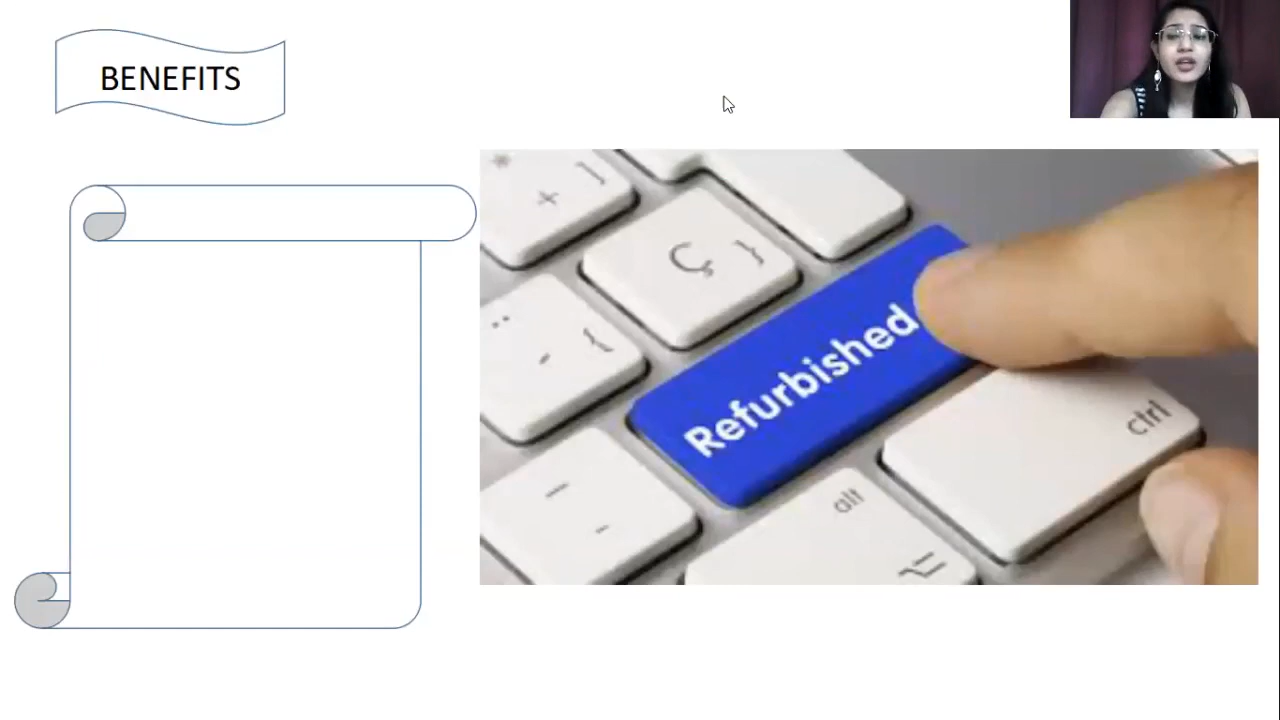 BENEFITS
*
+ ]
Ç }
¨ { -
Refurbished
ctrl
alt
— -